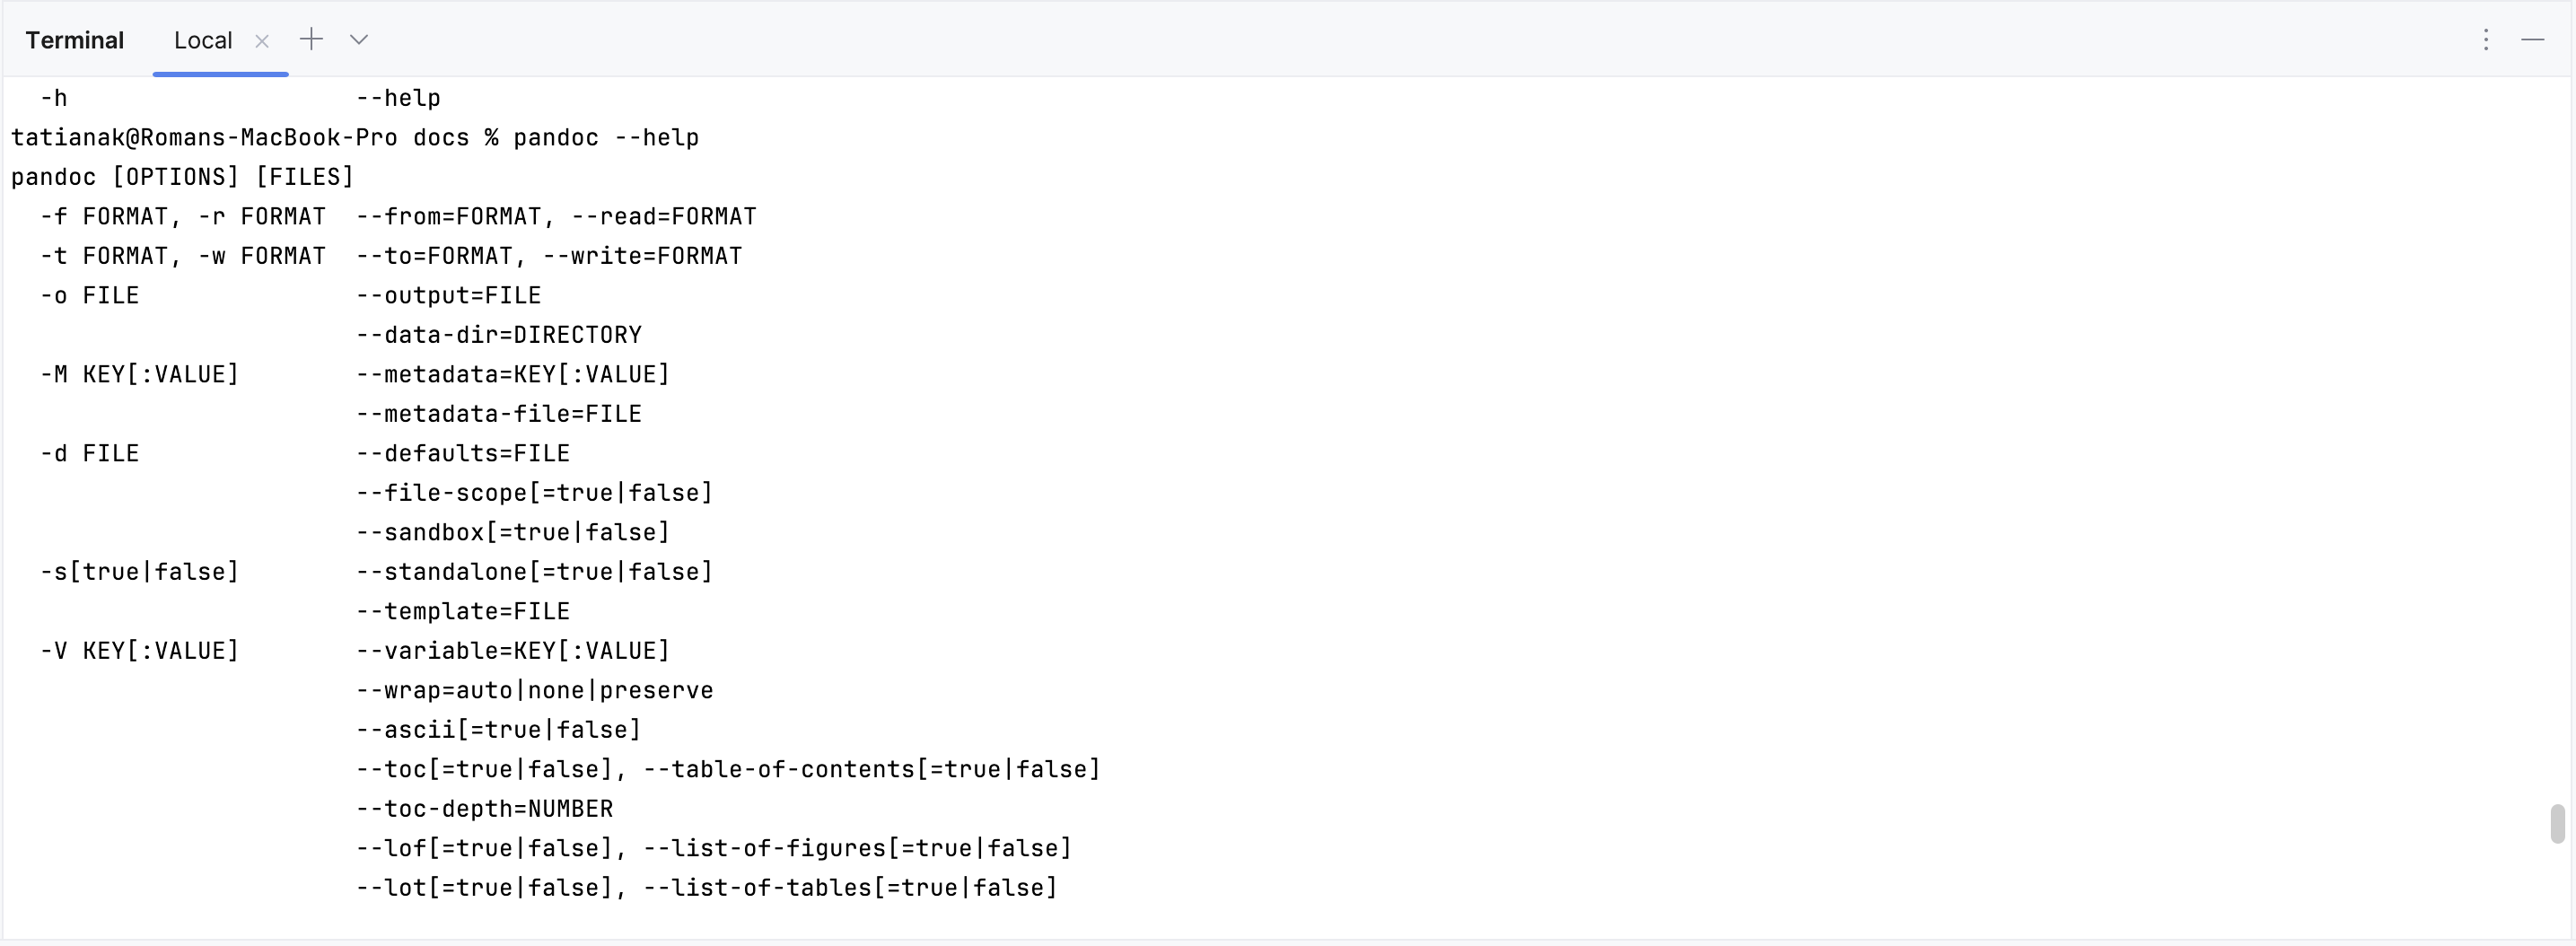 Terminal Local
  -h                    --help
tatianak@Romans-MacBook-Pro docs % pandoc --help
pandoc [OPTIONS] [FILES]
  -f FORMAT, -r FORMAT  --from=FORMAT, --read=FORMAT
  -t FORMAT, -w FORMAT  --to=FORMAT, --write=FORMAT
  -o FILE               --output=FILE
                        --data-dir=DIRECTORY
  -M KEY[:VALUE]        --metadata=KEY[:VALUE]
                        --metadata-file=FILE
  -d FILE               --defaults=FILE
                        --file-scope[=true|false]
                        --sandbox[=true|false]
  -s[true|false]        --standalone[=true|false]
                        --template=FILE
  -V KEY[:VALUE]        --variable=KEY[:VALUE]
                        --wrap=auto|none|preserve
                        --ascii[=true|false]
                        --toc[=true|false], --table-of-contents[=true|false]
                        --toc-depth=NUMBER
                        --lof[=true|false], --list-of-figures[=true|false]
                        --lot[=true|false], --list-of-tables[=true|false]